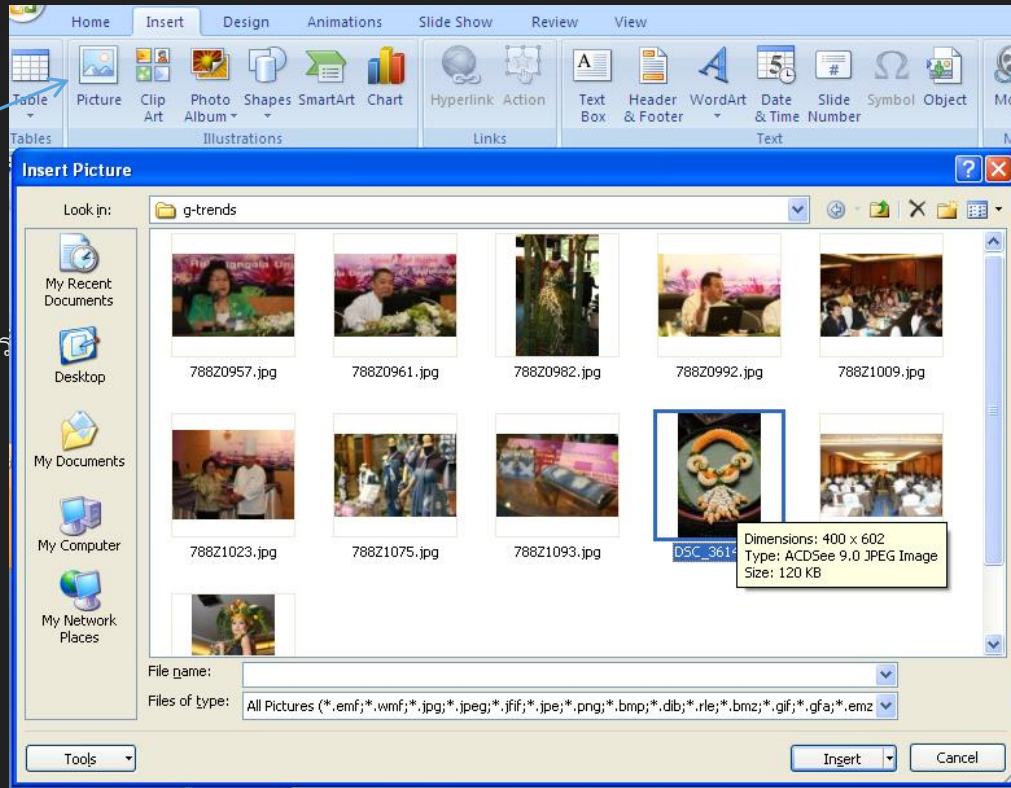 Home Insert Design Animations Slide Show Review View
Table Picture Clip Art Photo Album Shapes SmartArt Chart Hyperlink Action Text Box Header & Footer WordArt Date & Time Slide Number Symbol Object
Tables Illustrations Links Text
Insert Picture
Look in: g-trends
My Recent Documents
Desktop
My Documents
My Computer
My Network Places
788Z0957.jpg 788Z0961.jpg 788Z0982.jpg 788Z0992.jpg 788Z1009.jpg
788Z1023.jpg 788Z1075.jpg 788Z1093.jpg DSC_3614
Dimensions: 400 x 602
Type: ACDSee 9.0 JPEG Image
Size: 120 KB
File name:
Files of type: All Pictures (*.emf;*.wmf;*.jpg;*.jpeg;*.jfif;*.jpe;*.png;*.bmp;*.dib;*.rle;*.bmz;*.gif;*.gfa;*.emz
Tools Insert Cancel